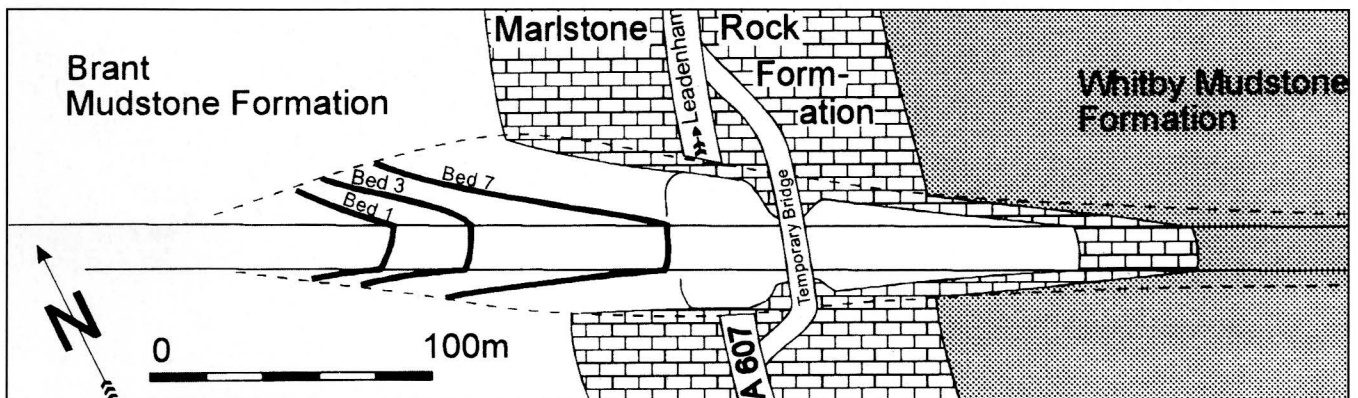 Brant
Mudstone Formation
Marlstone Rock
Form-
ation
Leadenham
Whitby Mudstone
Formation
Bed 1
Bed 3
Bed 7
Temporary Bridge
A 607
N
0 100m